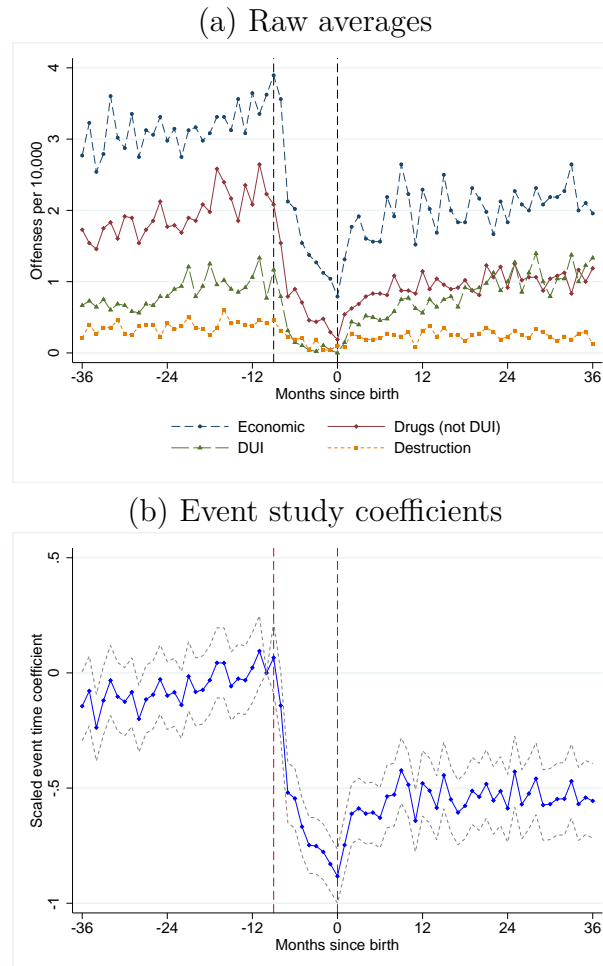 (a) Raw averages
Offenses per 10,000
4
3
2
1
0
-36 -24 -12 0 12 24 36
Months since birth
Economic Drugs (not DUI)
DUI Destruction
(b) Event study coefficients
Scaled event time coefficient
.5
0
-.5
-1
-36 -24 -12 0 12 24 36
Months since birth